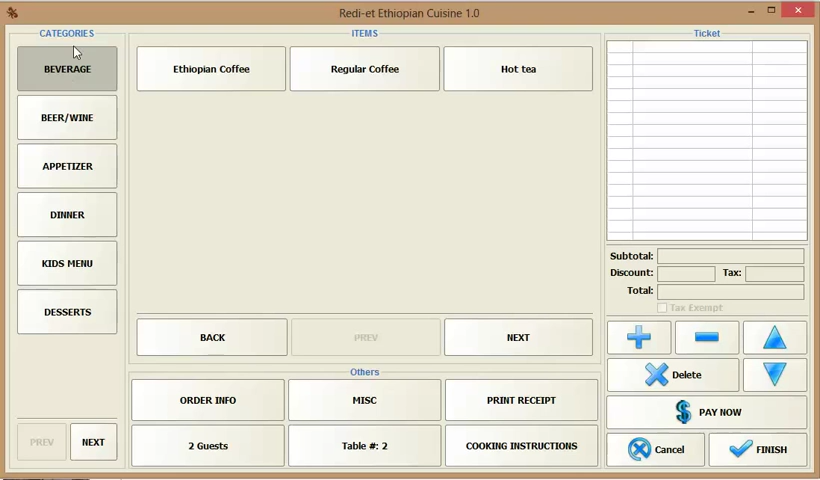 Redi-et Ethiopian Cuisine 1.0
CATEGORIES
BEVERAGE
BEER/WINE
APPETIZER
DINNER
KIDS MENU
DESSERTS
PREV
NEXT
ITEMS
Ethiopian Coffee
Regular Coffee
Hot tea
BACK
PREV
NEXT
Others
ORDER INFO
MISC
PRINT RECEIPT
2 Guests
Table #: 2
COOKING INSTRUCTIONS
Ticket
Subtotal:
Discount: Tax:
Total:
Tax Exempt
Delete
PAY NOW
Cancel
FINISH